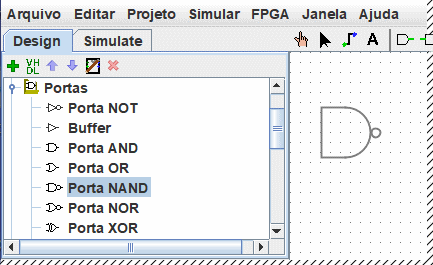 Arquivo Editar Projeto Simular FPGA Janela Ajuda
Design Simulate
A
VH
DL
Portas
Porta NOT
Buffer
Porta AND
Porta OR
Porta NAND
Porta NOR
Porta XOR